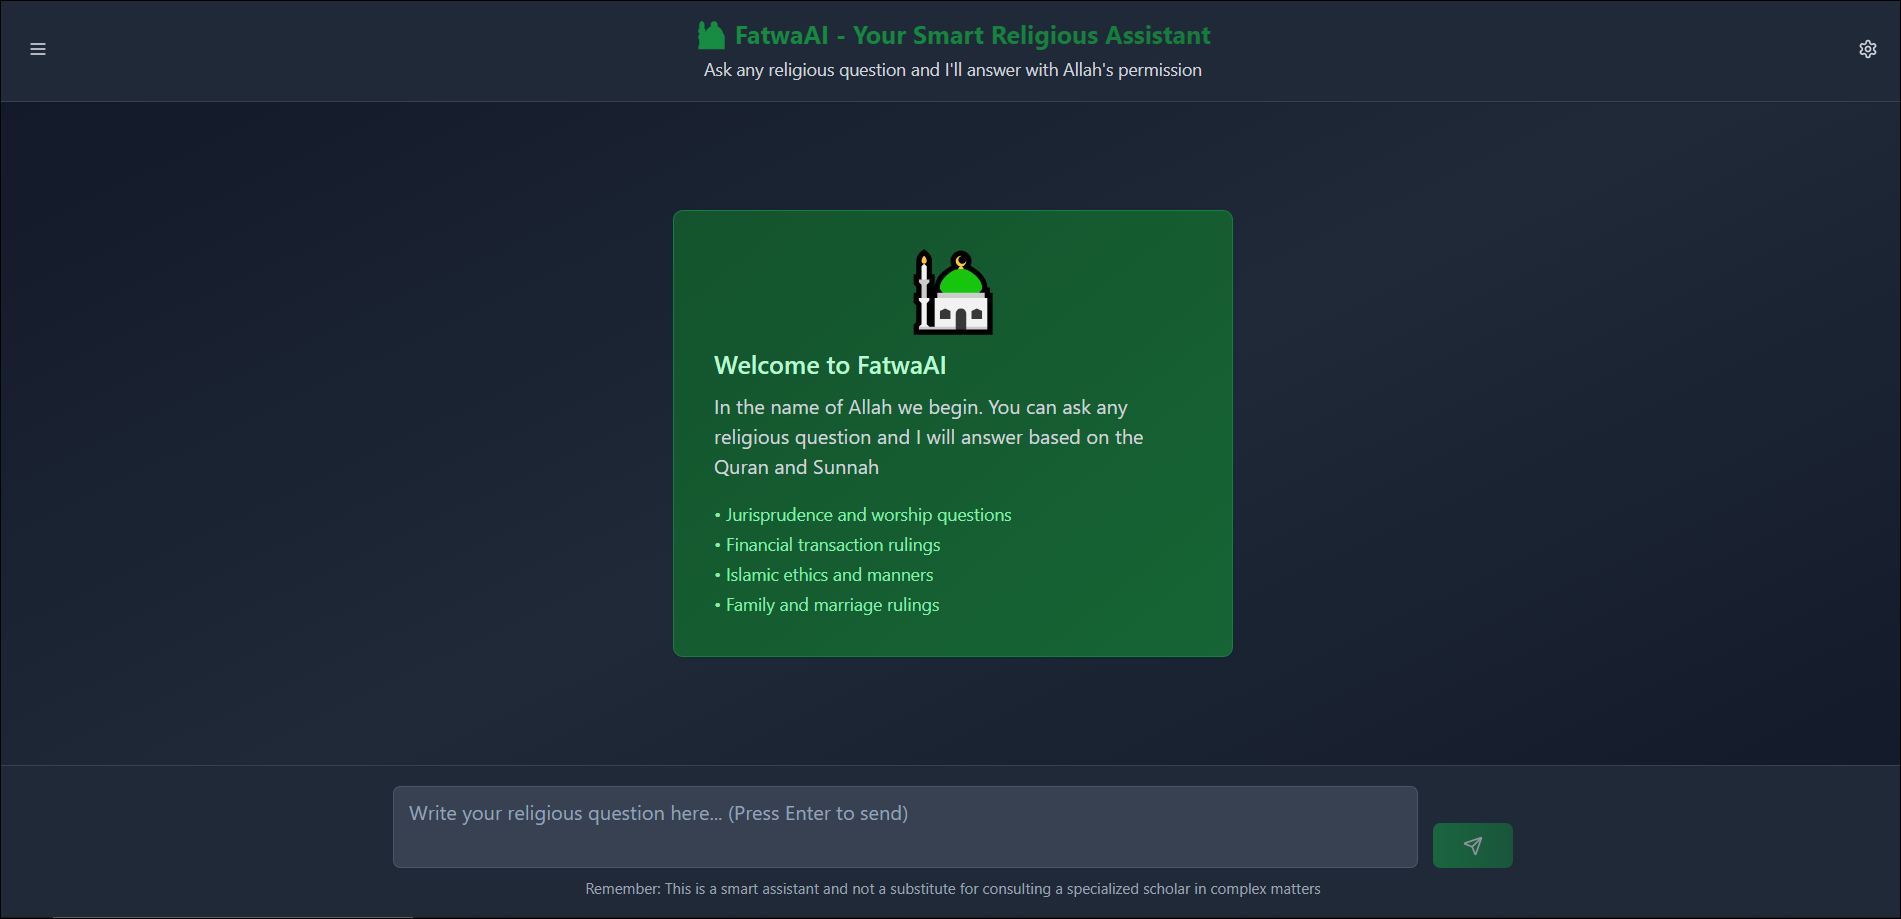 FatwaAI - Your Smart Religious Assistant
Ask any religious question and I'll answer with Allah's permission
Welcome to FatwaAI
In the name of Allah we begin. You can ask any
religious question and I will answer based on the
Quran and Sunnah
• Jurisprudence and worship questions
• Financial transaction rulings
• Islamic ethics and manners
• Family and marriage rulings
Write your religious question here... (Press Enter to send)
Remember: This is a smart assistant and not a substitute for consulting a specialized scholar in complex matters